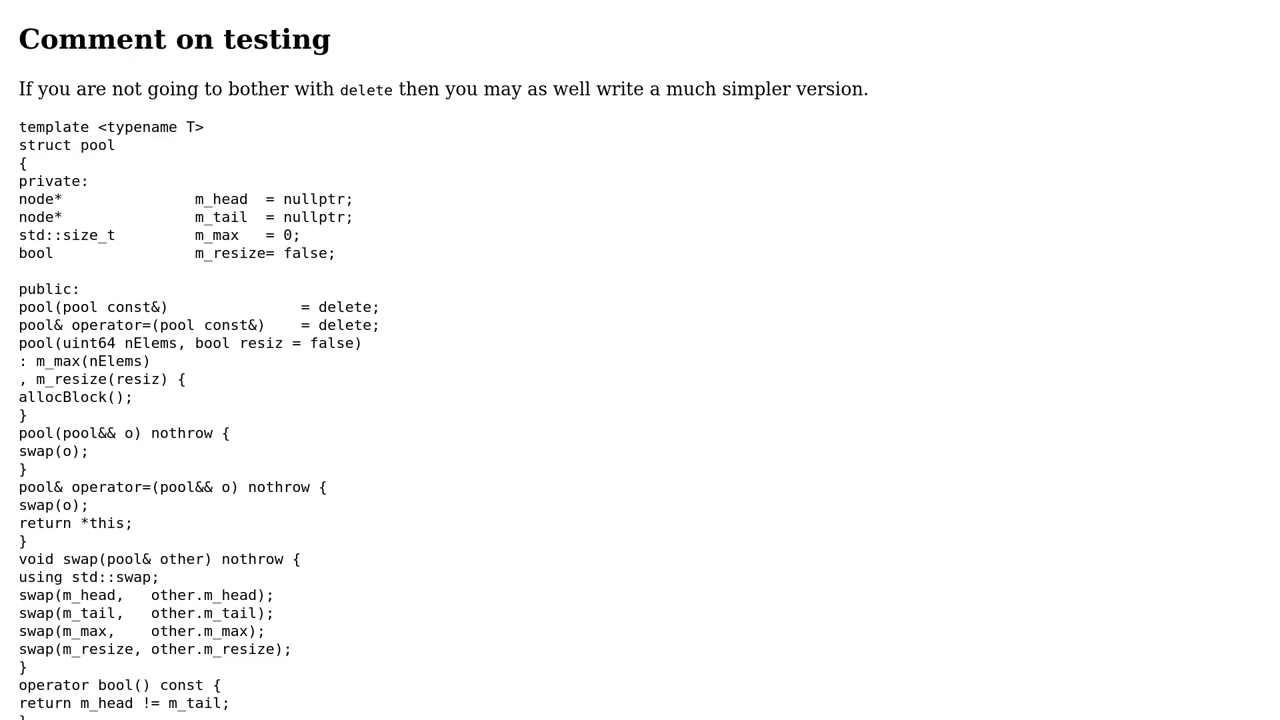 Comment on testing
If you are not going to bother with delete then you may as well write a much simpler version.
template <typename T>
struct pool
{
private:
node*               m_head  = nullptr;
node*               m_tail  = nullptr;
std::size_t         m_max   = 0;
bool                m_resize= false;

public:
pool(pool const&)               = delete;
pool& operator=(pool const&)    = delete;
pool(uint64 nElems, bool resiz = false)
: m_max(nElems)
, m_resize(resiz) {
allocBlock();
}
pool(pool&& o) nothrow {
swap(o);
}
pool& operator=(pool&& o) nothrow {
swap(o);
return *this;
}
void swap(pool& other) nothrow {
using std::swap;
swap(m_head,   other.m_head);
swap(m_tail,   other.m_tail);
swap(m_max,    other.m_max);
swap(m_resize, other.m_resize);
}
operator bool() const {
return m_head != m_tail;
}